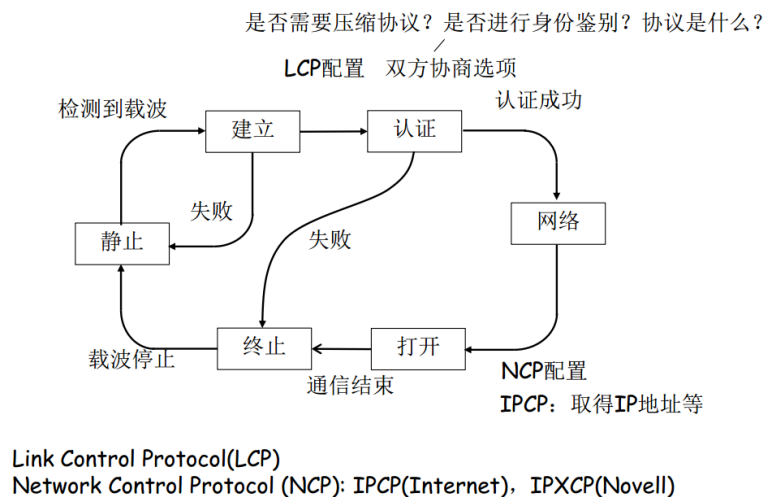 是否需要压缩协议？是否进行身份鉴别？协议是什么？
LCP配置 双方协商选项
检测到载波
认证成功
建立
认证
失败
网络
静止
失败
载波停止
终止
打开
通信结束
NCP配置
IPCP：取得IP地址等
Link Control Protocol(LCP)
Network Control Protocol (NCP): IPCP(Internet)，IPXCP(Novell)